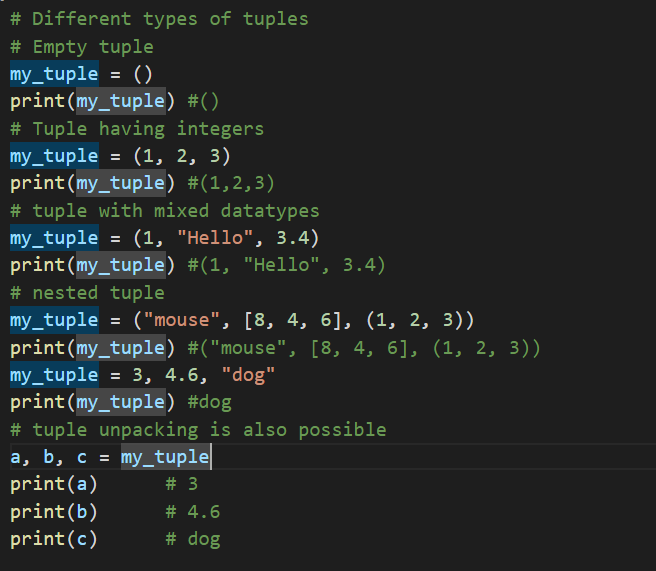 # Different types of tuples
# Empty tuple
my_tuple = ()
print(my_tuple) #()
# Tuple having integers
my_tuple = (1, 2, 3)
print(my_tuple) #(1,2,3)
# tuple with mixed datatypes
my_tuple = (1, "Hello", 3.4)
print(my_tuple) #(1, "Hello", 3.4)
# nested tuple
my_tuple = ("mouse", [8, 4, 6], (1, 2, 3))
print(my_tuple) #("mouse", [8, 4, 6], (1, 2, 3))
my_tuple = 3, 4.6, "dog"
print(my_tuple) #dog
# tuple unpacking is also possible
a, b, c = my_tuple
print(a)      # 3
print(b)      # 4.6
print(c)      # dog